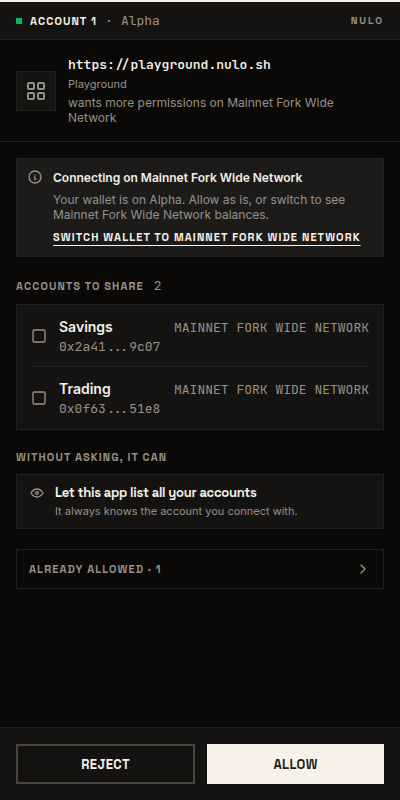 ACCOUNT 1 · Alpha
NULO
https://playground.nulo.sh
Playground
wants more permissions on Mainnet Fork Wide
Network
Connecting on Mainnet Fork Wide Network
Your wallet is on Alpha. Allow as is, or switch to see
Mainnet Fork Wide Network balances.
SWITCH WALLET TO MAINNET FORK WIDE NETWORK
ACCOUNTS TO SHARE 2
Savings MAINNET FORK WIDE NETWORK
0x2a41...9c07
Trading MAINNET FORK WIDE NETWORK
0x0f63...51e8
WITHOUT ASKING, IT CAN
Let this app list all your accounts
It always knows the account you connect with.
ALREADY ALLOWED · 1
REJECT
ALLOW